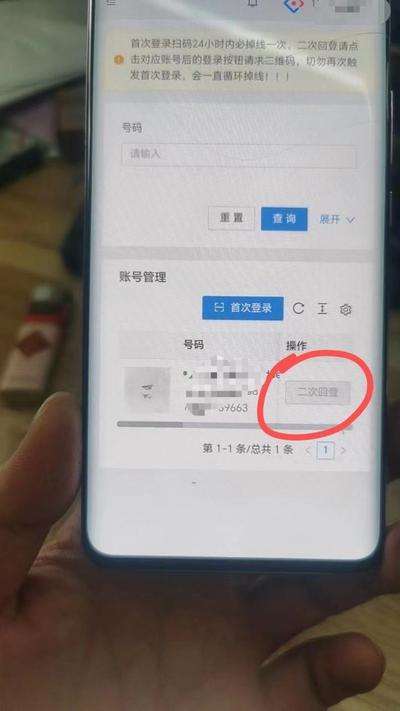 首次登录扫码24小时内必掉线一次，二次回登请点
击对应账号后的登录按钮请求二维码，切勿再次触
发首次登录，会一直循环掉线！！！
号码
请输入
重置 查询 展开
账号管理
首次登录
号码 操作
39663 二次回登
第 1-1 条/总共 1 条 < 1 >